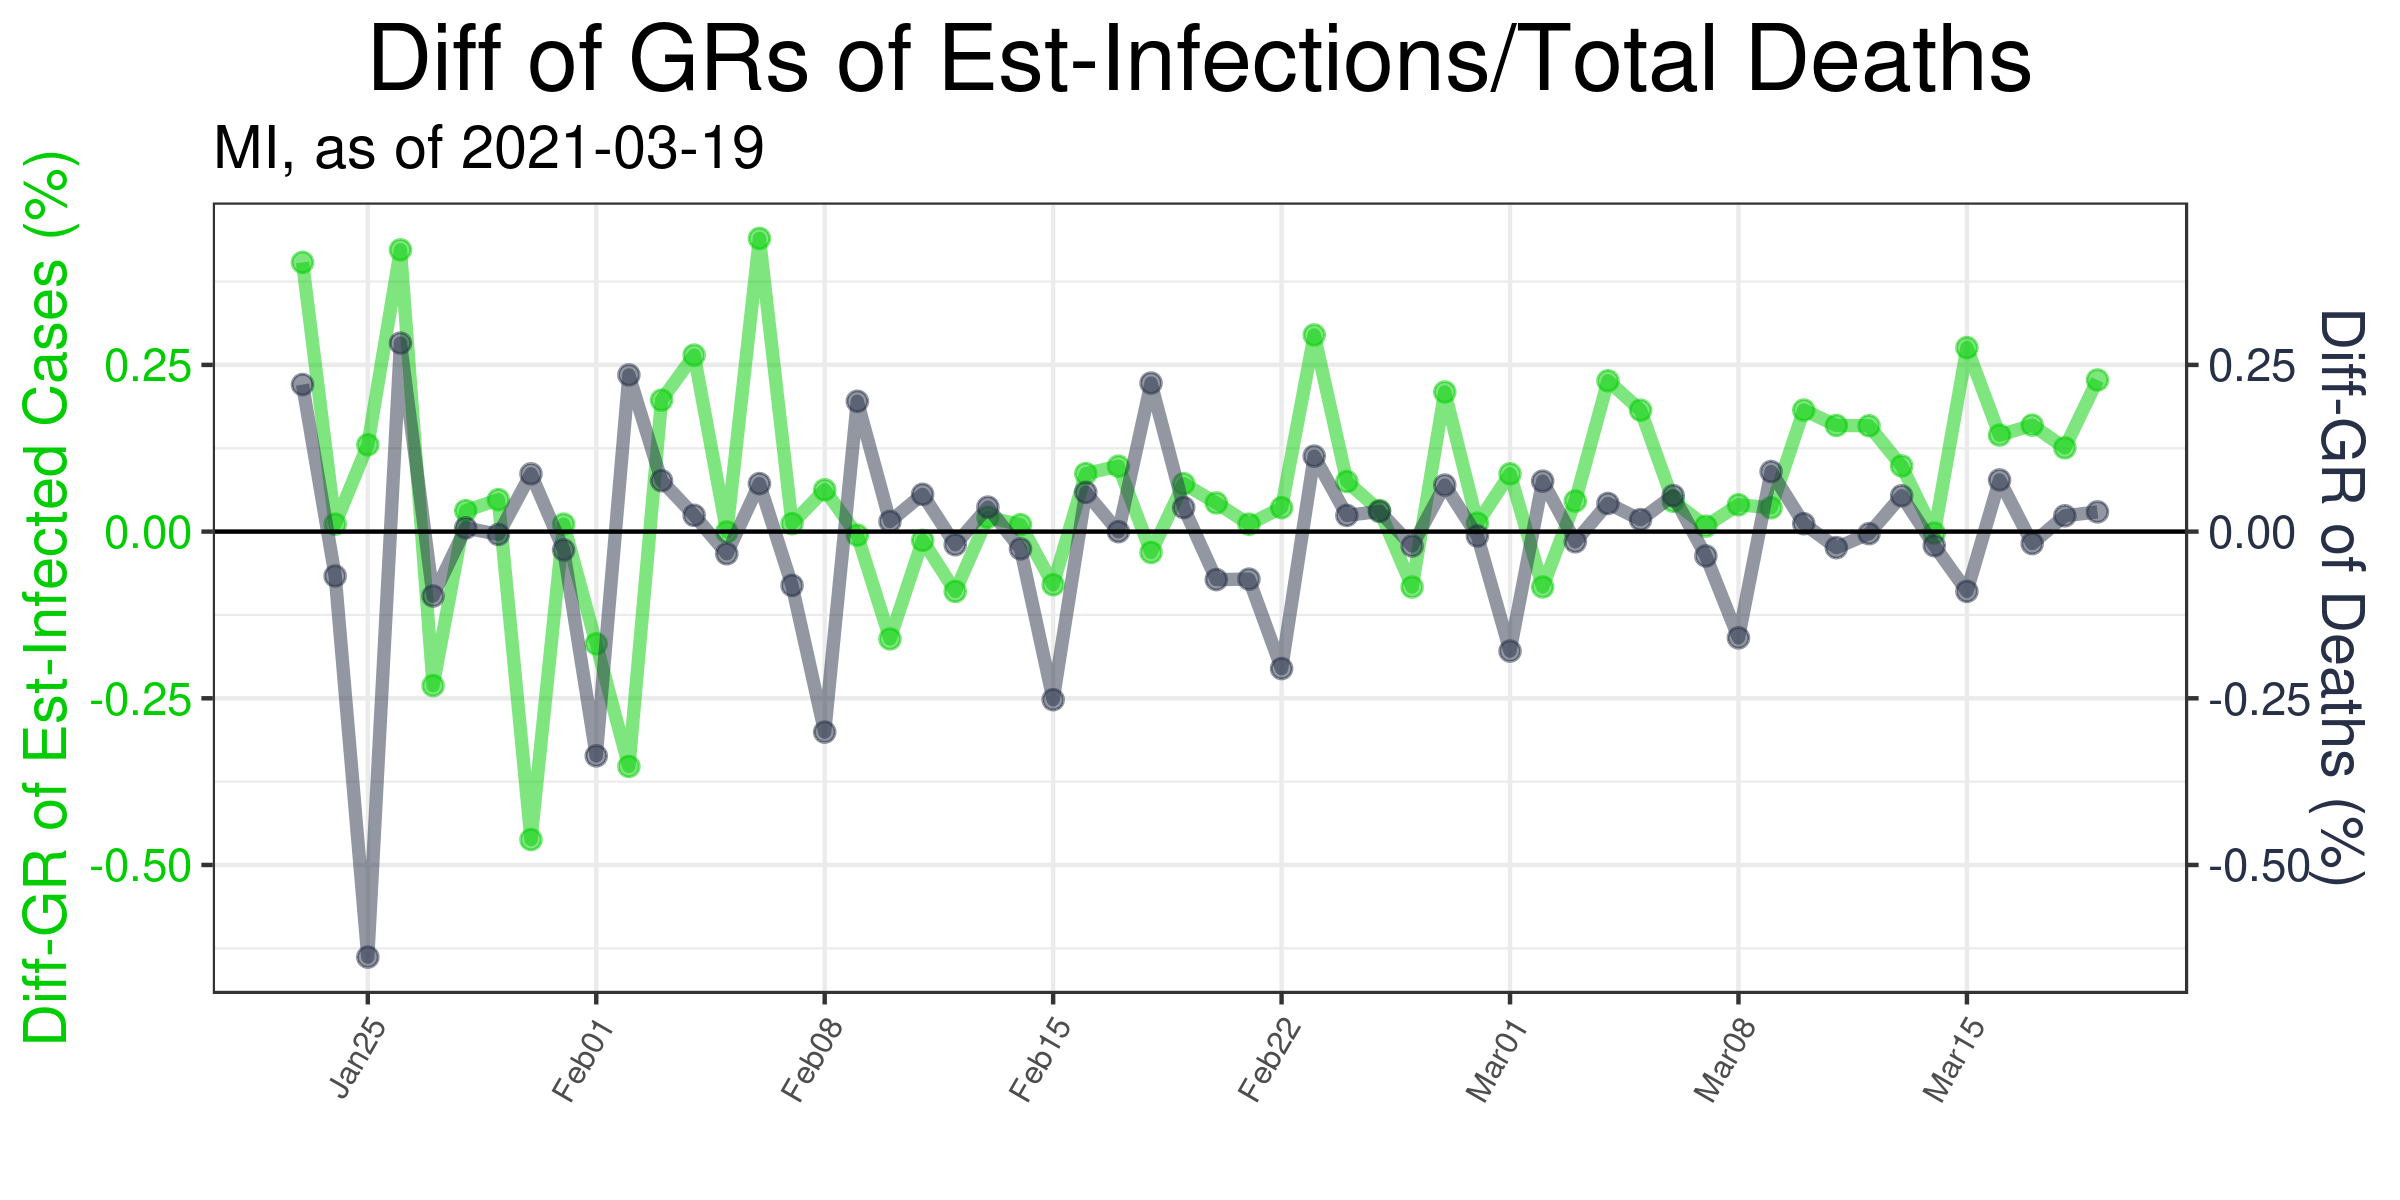 Diff of GRs of Est-Infections/Total Deaths
MI, as of 2021-03-19
Diff-GR of Est-Infected Cases (%)
0.25
0.00
-0.25
-0.50
0.25
0.00
-0.25
-0.50
Diff-GR of Deaths (%)
Jan25
Feb01
Feb08
Feb15
Feb22
Mar01
Mar08
Mar15